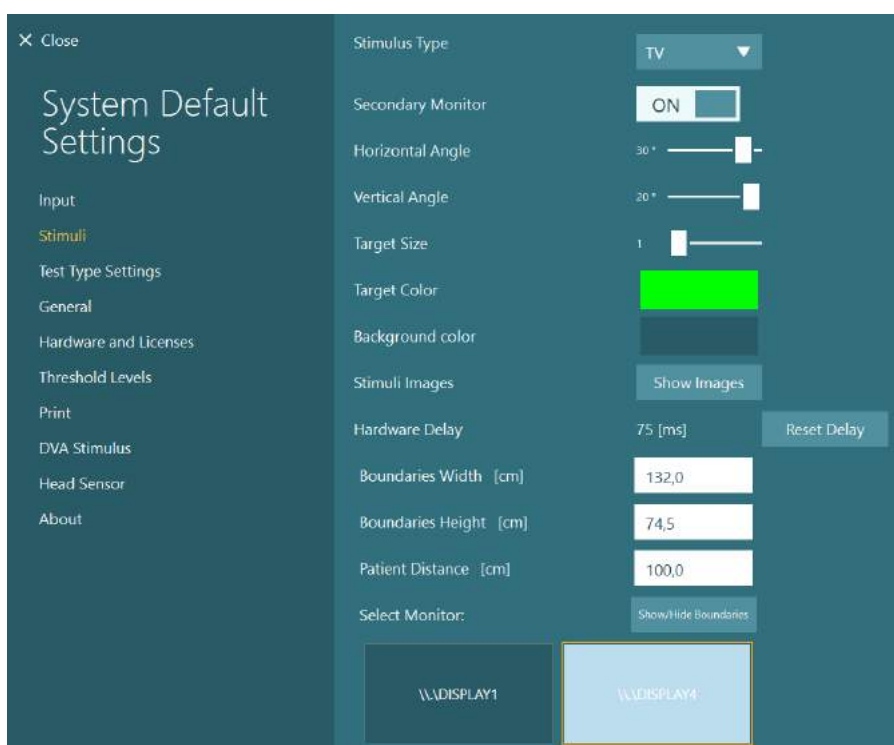 ✕ Close
System Default
Settings
Input
Stimuli
Test Type Settings
General
Hardware and Licenses
Threshold Levels
Print
DVA Stimulus
Head Sensor
About
Stimulus Type TV
Secondary Monitor ON
Horizontal Angle 30 °
Vertical Angle 20 °
Target Size 1
Target Color
Background color
Stimuli Images Show Images
Hardware Delay 75 [ms] Reset Delay
Boundaries Width [cm] 132,0
Boundaries Height [cm] 74,5
Patient Distance [cm] 100,0
Select Monitor: Show/Hide Boundaries
\\.\DISPLAY1 \\.\DISPLAY4